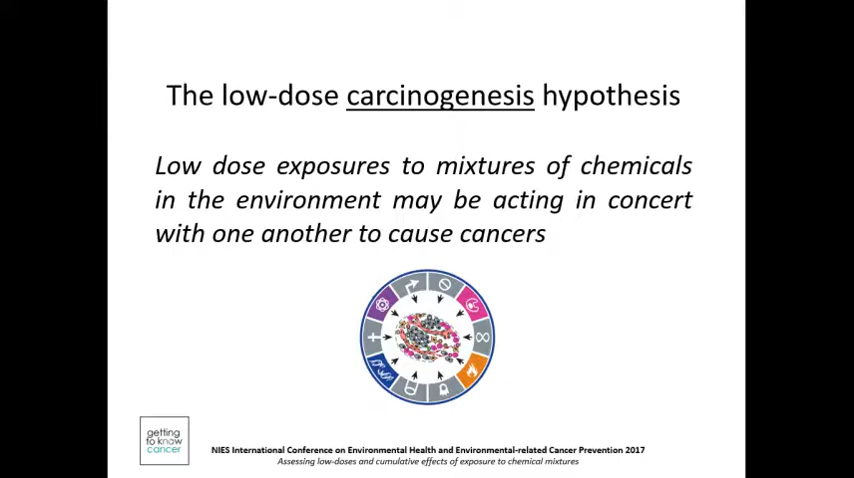 The low-dose carcinogenesis hypothesis
Low dose exposures to mixtures of chemicals
in the environment may be acting in concert
with one another to cause cancers
getting
to know
cancer
NIES International Conference on Environmental Health and Environmental-related Cancer Prevention 2017
Assessing low-doses and cumulative effects of exposure to chemical mixtures